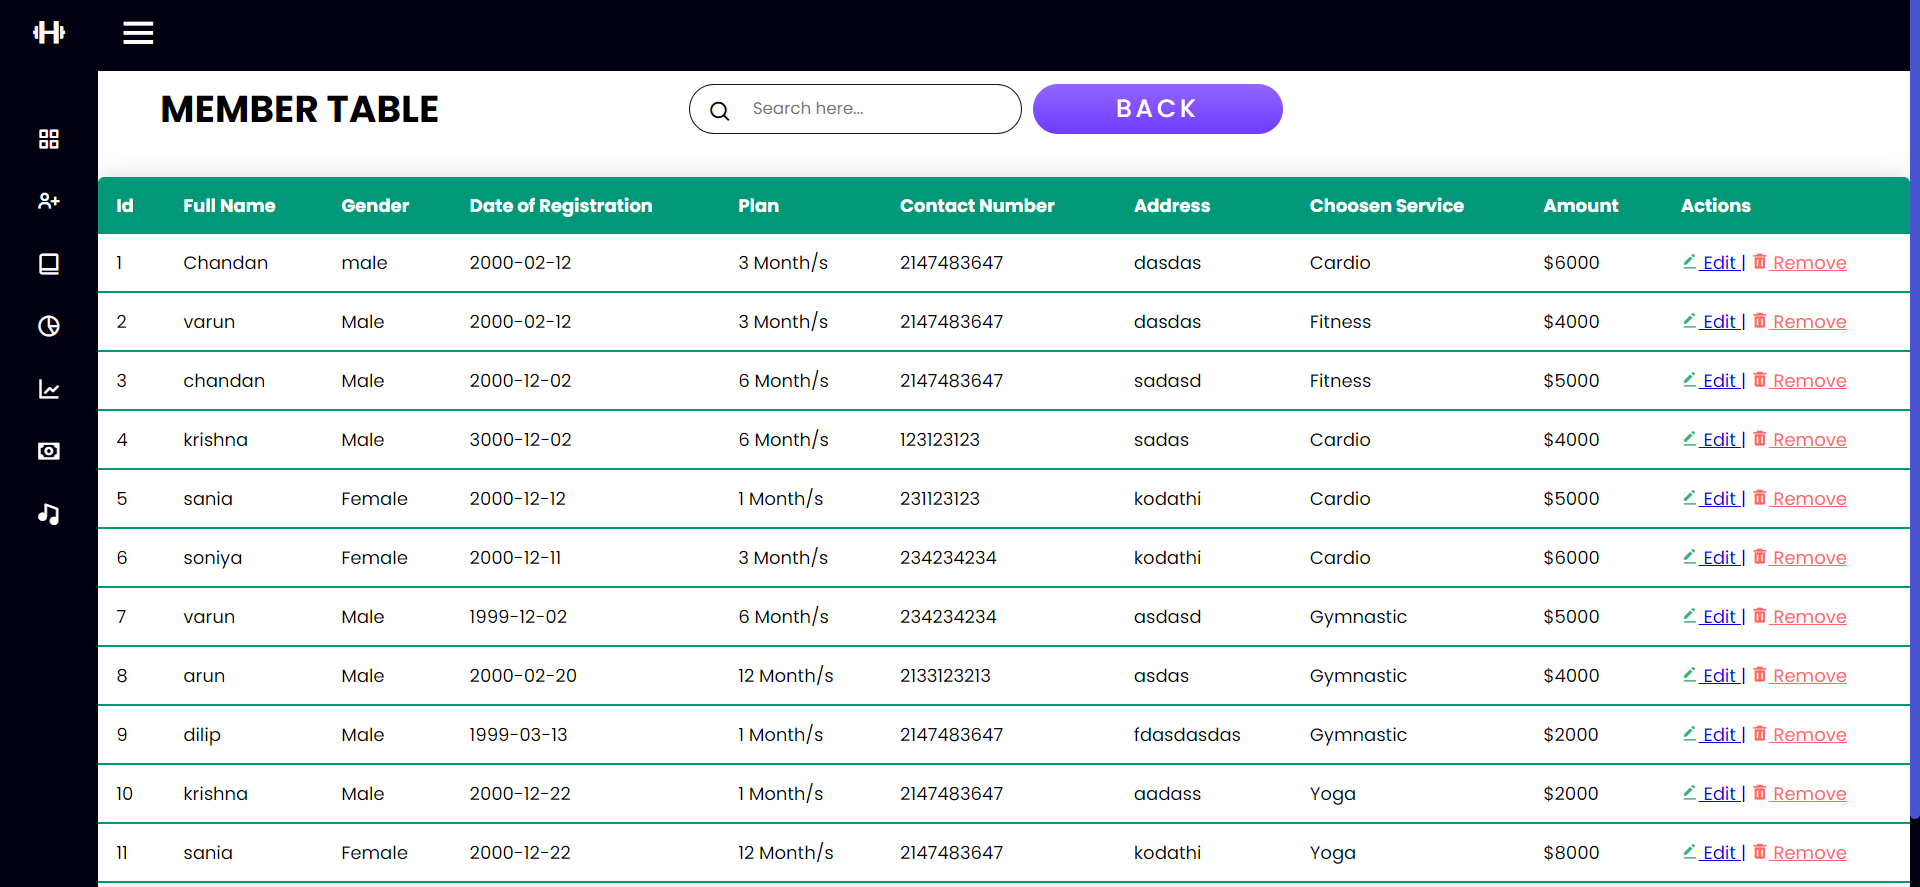 H
MEMBER TABLE Search here... BACK
Id Full Name Gender Date of Registration Plan Contact Number Address Choosen Service Amount Actions
1 Chandan male 2000-02-12 3 Month/s 2147483647 dasdas Cardio $6000 Edit | Remove
2 varun Male 2000-02-12 3 Month/s 2147483647 dasdas Fitness $4000 Edit | Remove
3 chandan Male 2000-12-02 6 Month/s 2147483647 sadasd Fitness $5000 Edit | Remove
4 krishna Male 3000-12-02 6 Month/s 123123123 sadas Cardio $4000 Edit | Remove
5 sania Female 2000-12-12 1 Month/s 231123123 kodathi Cardio $5000 Edit | Remove
6 soniya Female 2000-12-11 3 Month/s 234234234 kodathi Cardio $6000 Edit | Remove
7 varun Male 1999-12-02 6 Month/s 234234234 asdasd Gymnastic $5000 Edit | Remove
8 arun Male 2000-02-20 12 Month/s 2133123213 asdas Gymnastic $4000 Edit | Remove
9 dilip Male 1999-03-13 1 Month/s 2147483647 fdasdasdas Gymnastic $2000 Edit | Remove
10 krishna Male 2000-12-22 1 Month/s 2147483647 aadass Yoga $2000 Edit | Remove
11 sania Female 2000-12-22 12 Month/s 2147483647 kodathi Yoga $8000 Edit | Remove